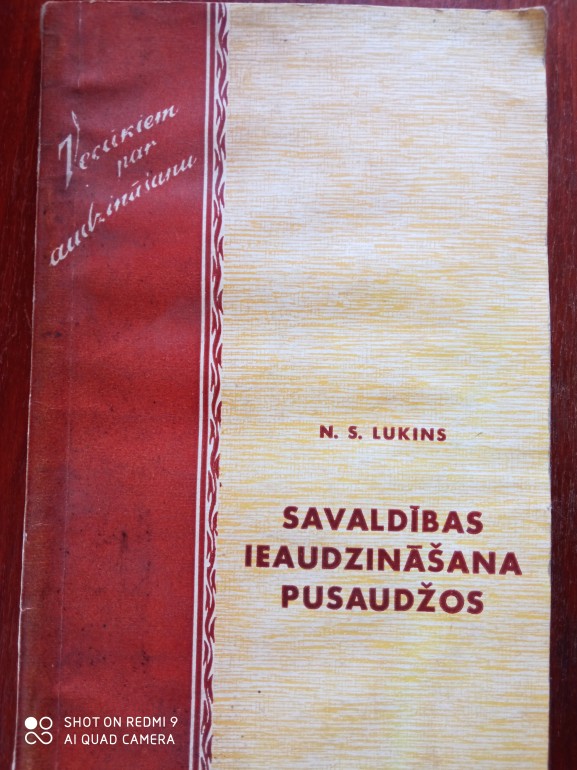 Vecākiem
par
audzināšanu
N. S. LUKINS
SAVALDĪBAS
IEAUDZINĀŠANA
PUSAUDŽOS
SHOT ON REDMI 9
AI QUAD CAMERA